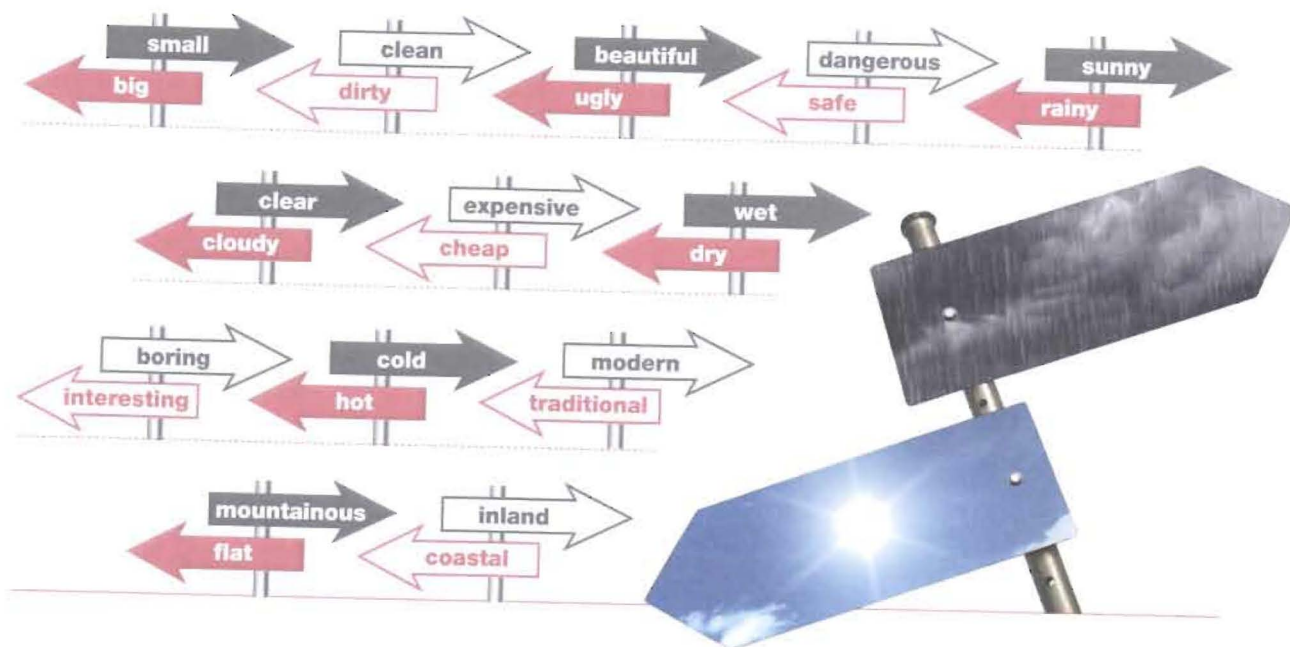 small clean beautiful dangerous sunny
big dirty ugly safe rainy
clear expensive wet
cloudy cheap dry
boring cold modern
interesting hot traditional
mountainous inland
flat coastal